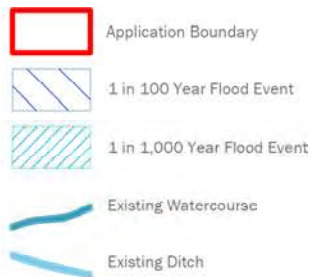 Application Boundary
1 in 100 Year Flood Event
1 in 1,000 Year Flood Event
Existing Watercourse
Existing Ditch